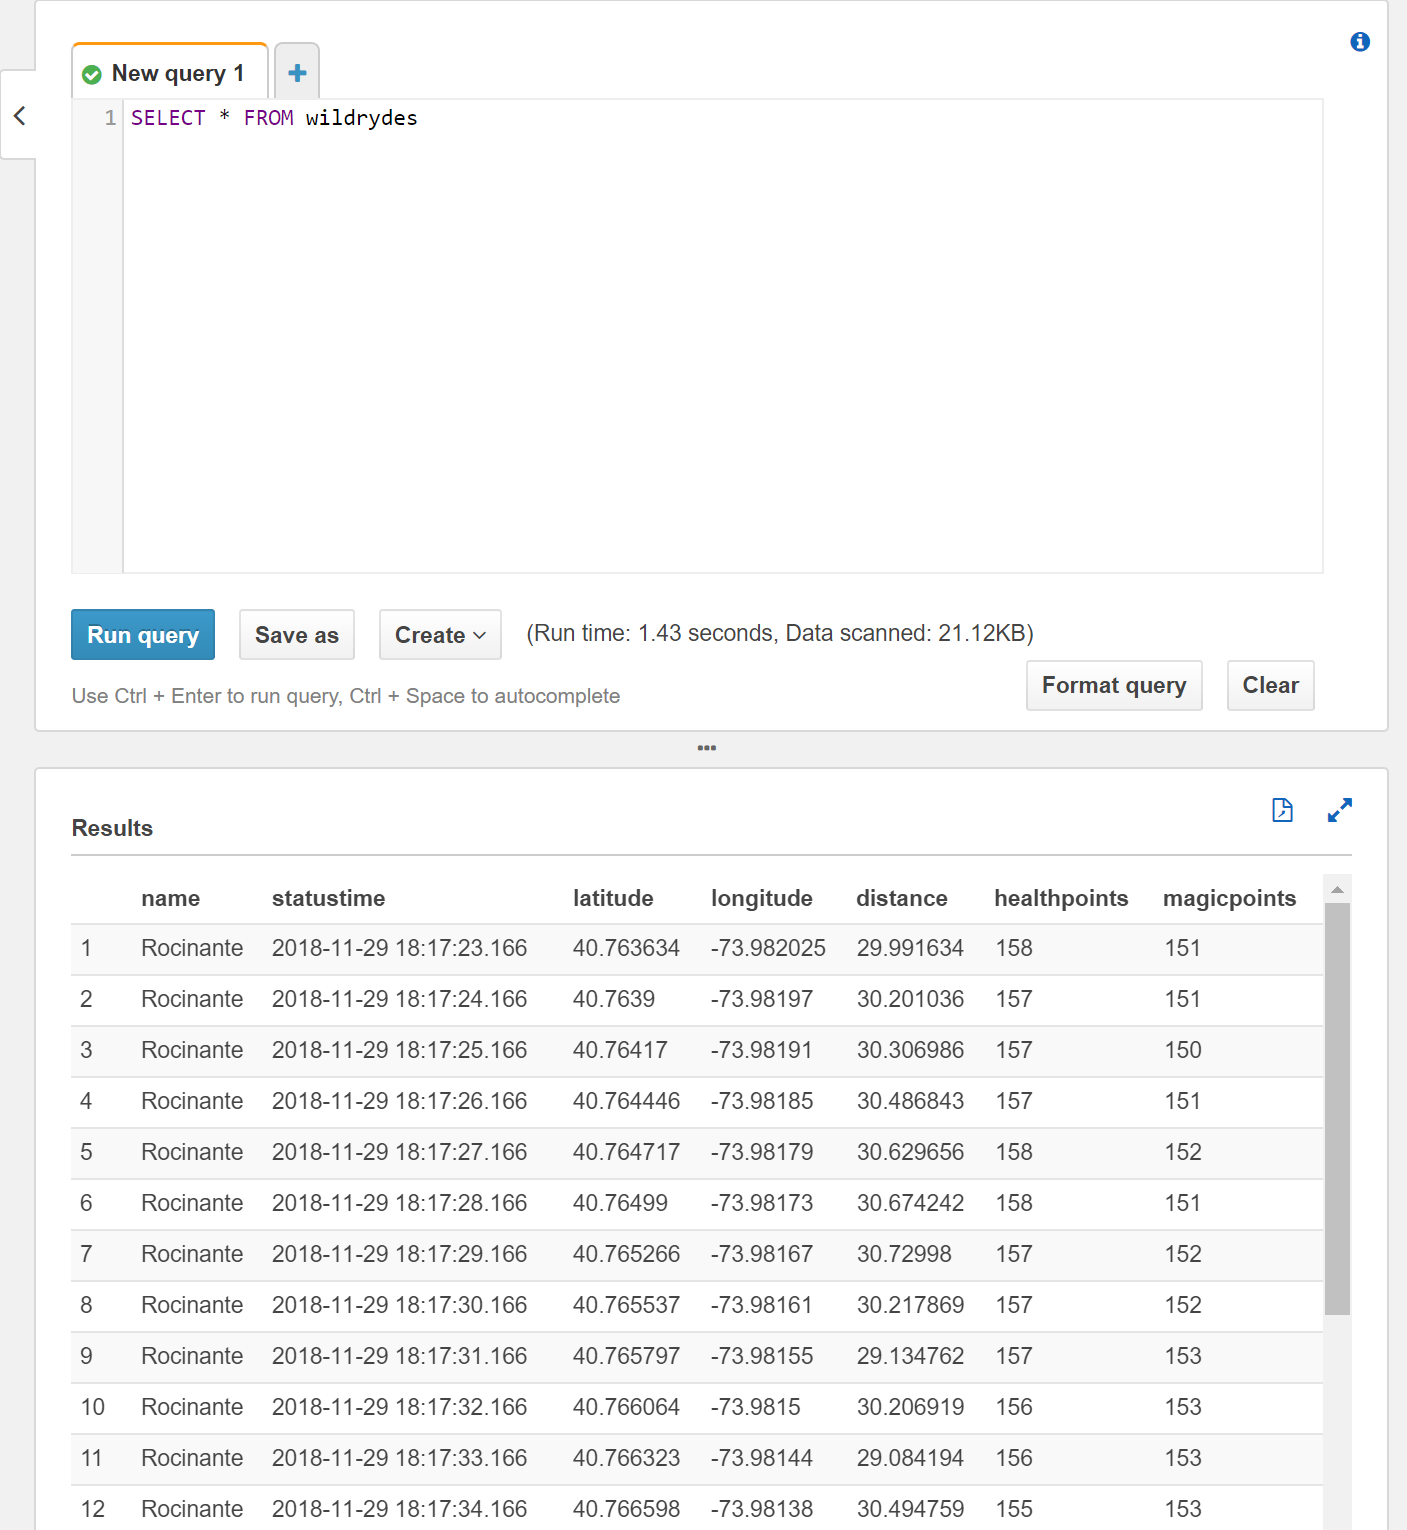 New query 1
1 SELECT * FROM wildrydes
Run query Save as Create (Run time: 1.43 seconds, Data scanned: 21.12KB)
Use Ctrl + Enter to run query, Ctrl + Space to autocomplete Format query Clear
Results
name statustime latitude longitude distance healthpoints magicpoints
1 Rocinante 2018-11-29 18:17:23.166 40.763634 -73.982025 29.991634 158 151
2 Rocinante 2018-11-29 18:17:24.166 40.7639 -73.98197 30.201036 157 151
3 Rocinante 2018-11-29 18:17:25.166 40.76417 -73.98191 30.306986 157 150
4 Rocinante 2018-11-29 18:17:26.166 40.764446 -73.98185 30.486843 157 151
5 Rocinante 2018-11-29 18:17:27.166 40.764717 -73.98179 30.629656 158 152
6 Rocinante 2018-11-29 18:17:28.166 40.76499 -73.98173 30.674242 158 151
7 Rocinante 2018-11-29 18:17:29.166 40.765266 -73.98167 30.72998 157 152
8 Rocinante 2018-11-29 18:17:30.166 40.765537 -73.98161 30.217869 157 152
9 Rocinante 2018-11-29 18:17:31.166 40.765797 -73.98155 29.134762 157 153
10 Rocinante 2018-11-29 18:17:32.166 40.766064 -73.9815 30.206919 156 153
11 Rocinante 2018-11-29 18:17:33.166 40.766323 -73.98144 29.084194 156 153
12 Rocinante 2018-11-29 18:17:34.166 40.766598 -73.98138 30.494759 155 153